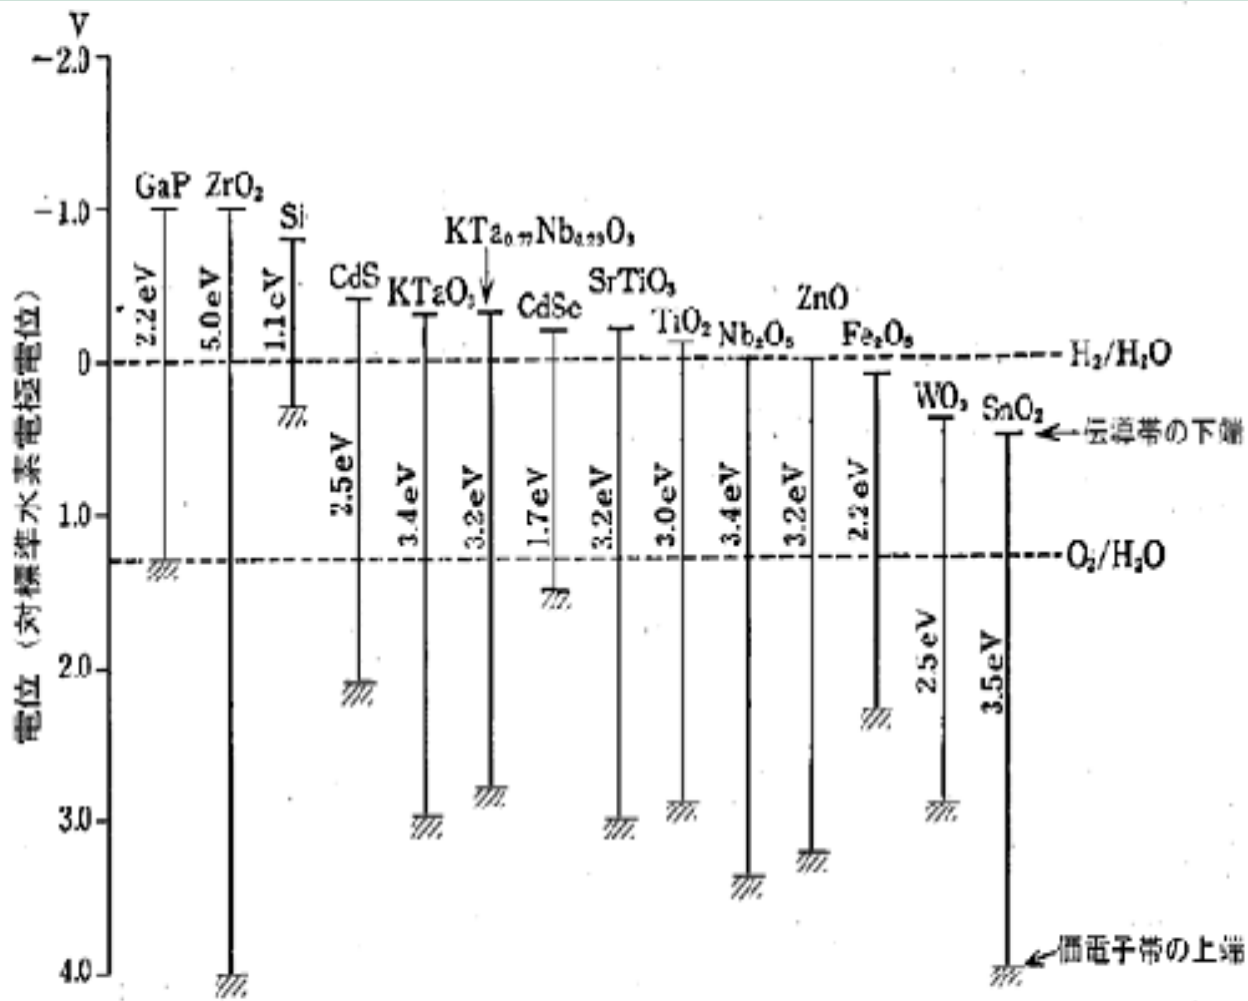 V
-2.0
GaP ZrO₂
-1.0
Si
KTa₀.₇₇Nb₀.₂₃O₃
CdS
KTaO₃
CdSe
SrTiO₃
ZnO
TiO₂
Nb₂O₅
Fe₂O₃
2.2eV
5.0eV
1.1eV
0
H₂/H₂O
WO₃
SnO₂
伝導帯の下端
2.5eV
3.4eV
3.2eV
1.7eV
3.2eV
3.0eV
3.4eV
3.2eV
2.2eV
1.0
O₂/H₂O
2.0
2.5eV
3.5eV
3.0
4.0
価電子帯の上端
電位(対標準水素電極電位)